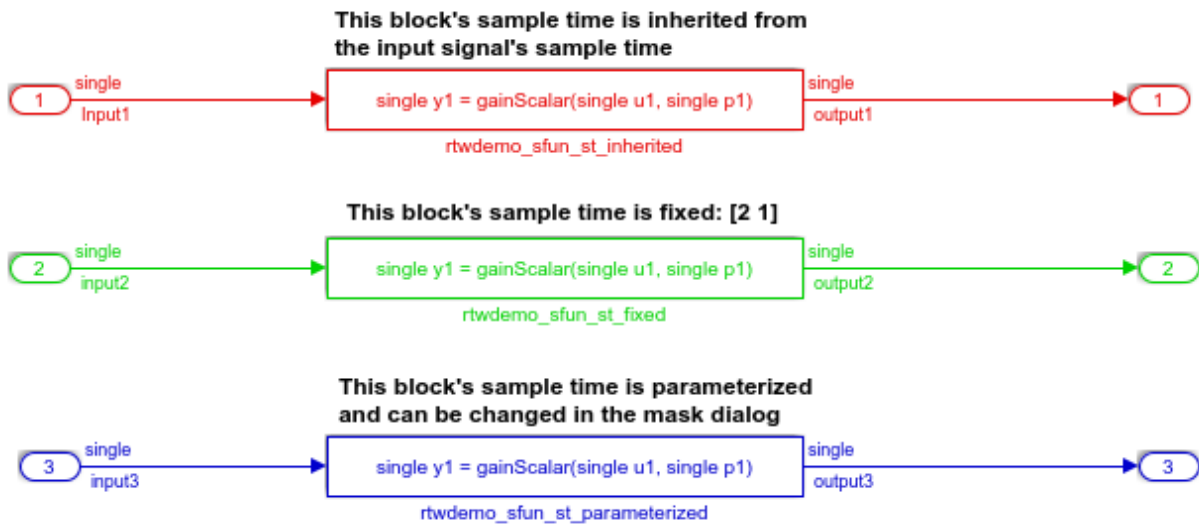 This block's sample time is inherited from
the input signal's sample time
single
single
1
single y1 = gainScalar(single u1, single p1)
1
Input1
output1
rtwdemo_sfun_st_inherited
This block's sample time is fixed: [2 1]
single
single
2
single y1 = gainScalar(single u1, single p1)
2
input2
output2
rtwdemo_sfun_st_fixed
This block's sample time is parameterized
and can be changed in the mask dialog
single
single
3
single y1 = gainScalar(single u1, single p1)
3
input3
output3
rtwdemo_sfun_st_parameterized